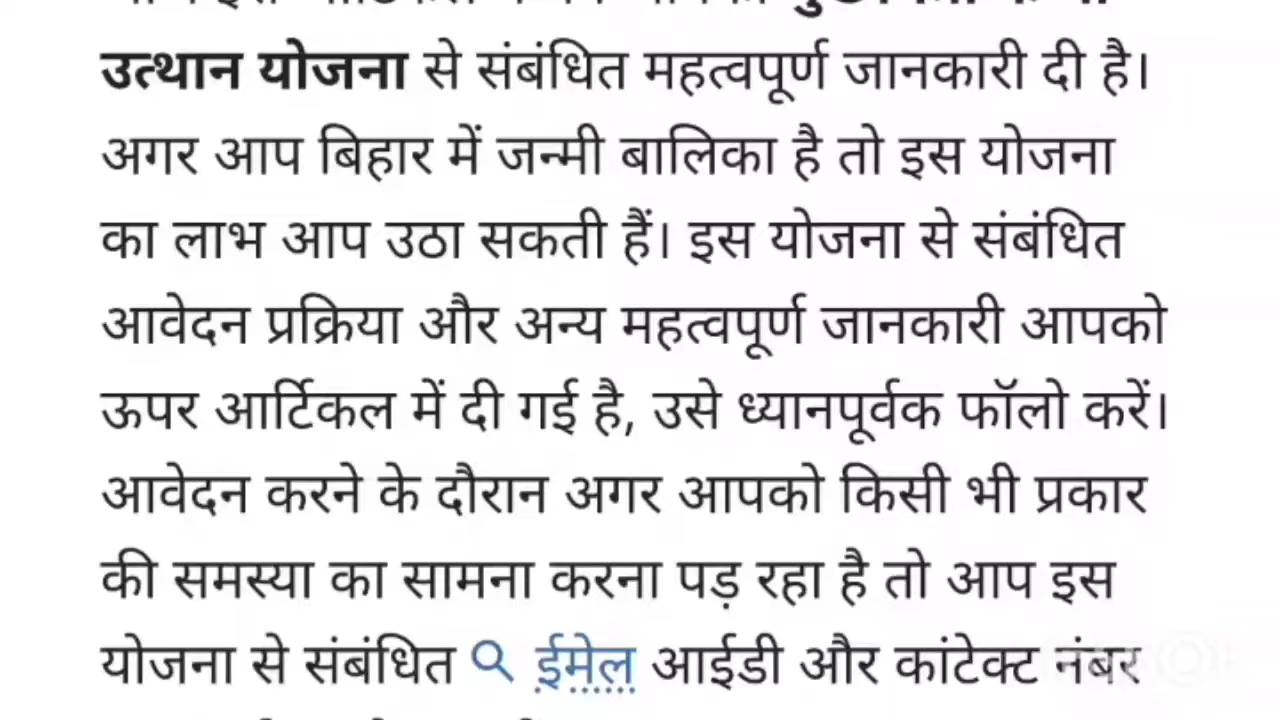 उत्थान योजना से संबंधित महत्वपूर्ण जानकारी दी है।
अगर आप बिहार में जन्मी बालिका है तो इस योजना
का लाभ आप उठा सकती हैं। इस योजना से संबंधित
आवेदन प्रक्रिया और अन्य महत्वपूर्ण जानकारी आपको
ऊपर आर्टिकल में दी गई है, उसे ध्यानपूर्वक फॉलो करें।
आवेदन करने के दौरान अगर आपको किसी भी प्रकार
की समस्या का सामना करना पड़ रहा है तो आप इस
योजना से संबंधित ईमेल आईडी और कांटेक्ट नंबर